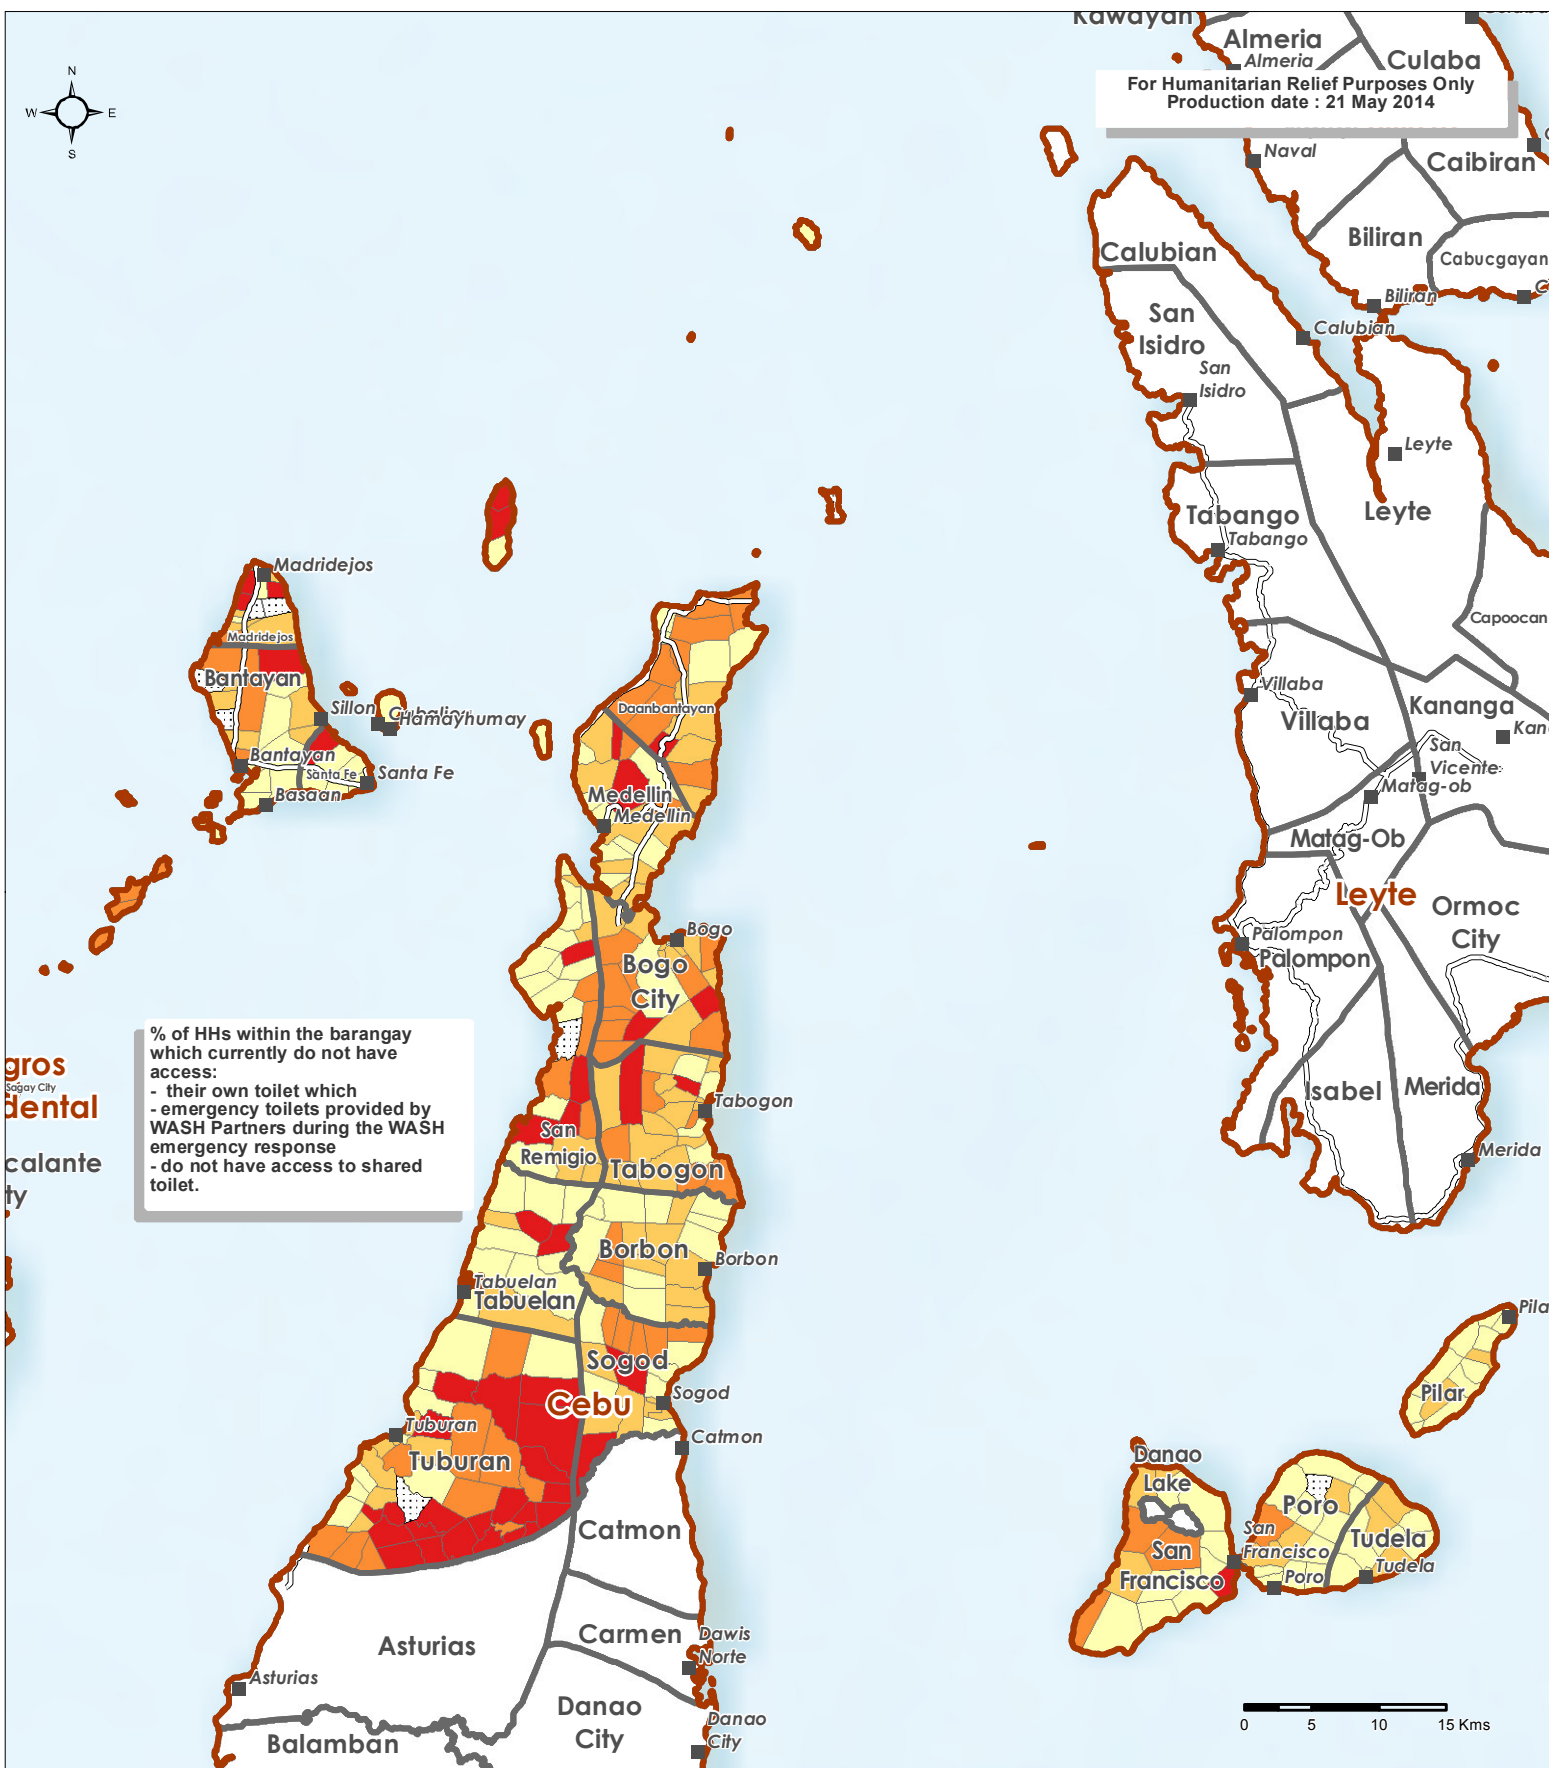 Kawayan
Almeria
Almeria
Culaba
For Humanitarian Relief Purposes Only
Production date : 21 May 2014
N
W
E
S
Naval
Caibiran
Biliran
Cabucgayan
Biliran
Calubian
Calubian
San
Isidro
San
Isidro
Leyte
Leyte
Tabango
Tabango
Capoocan
Madridejos
Madridejos
Bantayan
Sillon
Hamayhumay
Bantayan
Santa Fe
Santa Fe
Basaan
Daanbantayan
Medellin
Medellin
Villaba
Villaba
Kananga
San
Vicente
Matag-ob
Matag-Ob
Leyte
Ormoc
City
Palompon
Palompon
Bogo
Bogo
City
% of HHs within the barangay
which currently do not have
access:
- their own toilet which
- emergency toilets provided by
WASH Partners during the WASH
emergency response
- do not have access to shared
toilet.
gros
Sagay City
dental
calante
ty
Isabel
Merida
Merida
Tabogon
San
Remigio
Tabogon
Borbon
Borbon
Tabuelan
Tabuelan
Sogod
Cebu
Sogod
Catmon
Tuburan
Tuburan
Catmon
Pila
Pilar
Danao
Lake
Poro
San
Francisco
Tudela
Tudela
San
Francisco
Poro
Asturias
Asturias
Carmen
Dawis
Norte
Danao
City
Danao
City
Balamban
0 5 10 15 Kms